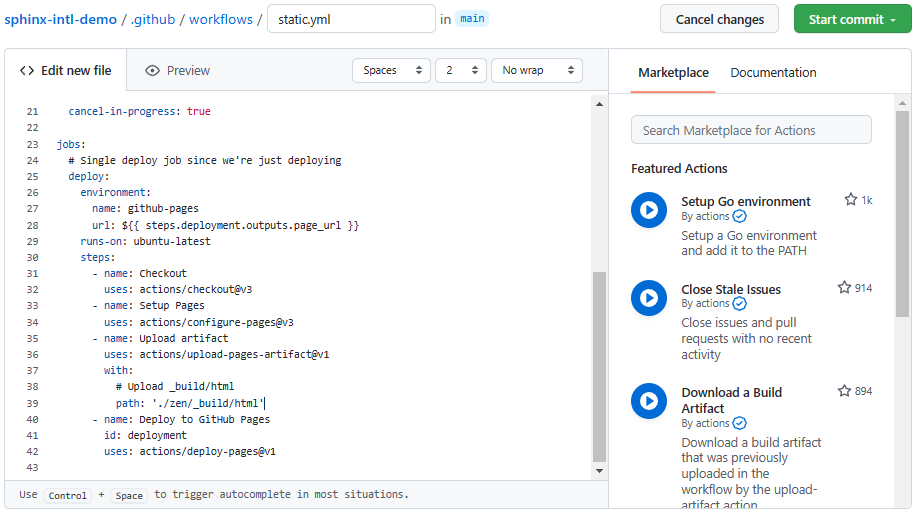 sphinx-intl-demo / .github / workflows / static.yml in main
Cancel changes
Start commit
Edit new file
Preview
Spaces
2
No wrap
21 cancel-in-progress: true
22
23 jobs:
24 # Single deploy job since we're just deploying
25 deploy:
26 environment:
27 name: github-pages
28 url: ${{ steps.deployment.outputs.page_url }}
29 runs-on: ubuntu-latest
30 steps:
31 - name: Checkout
32 uses: actions/checkout@v3
33 - name: Setup Pages
34 uses: actions/configure-pages@v3
35 - name: Upload artifact
36 uses: actions/upload-pages-artifact@v1
37 with:
38 # Upload _build/html
39 path: './zen/_build/html'
40 - name: Deploy to GitHub Pages
41 id: deployment
42 uses: actions/deploy-pages@v1
43
Use Control + Space to trigger autocomplete in most situations.
Marketplace
Documentation
Search Marketplace for Actions
Featured Actions
Setup Go environment
1k
By actions
Setup a Go environment
and add it to the PATH
Close Stale Issues
914
By actions
Close issues and pull
requests with no recent
activity
Download a Build
Artifact
894
By actions
Download a build artifact
that was previously
uploaded in the
workflow by the upload-
artifact action